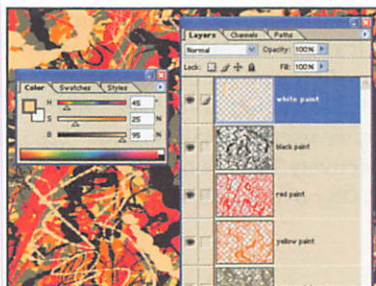 Layers Channels Paths
Normal Opacity: 100%
Lock: Fill: 100%
Color Swatches Styles
H 45 °
S 25 %
B 95 %
white paint
black paint
red paint
yellow paint